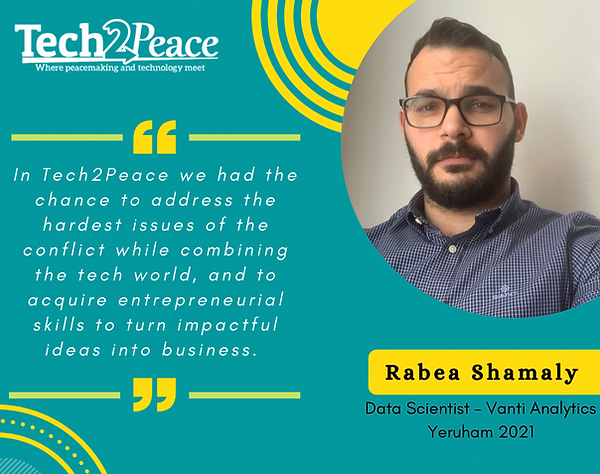 Tech2Peace
Where peacemaking and technology meet
In Tech2Peace we had the
chance to address the
hardest issues of the
conflict while combining
the tech world, and to
acquire entrepreneurial
skills to turn impactful
ideas into business.
Rabea Shamaly
Data Scientist - Vanti Analytics
Yeruham 2021